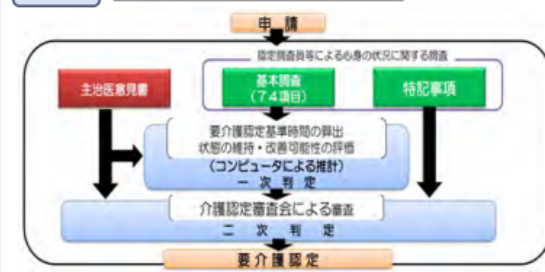 申 請
認定調査員等による心身の状況に関する調査
主治医意見書
基本調査
(74項目)
特記事項
要介護認定基準時間の算出
状態の維持・改善可能性の評価
(コンピュータによる推計)
一 次 判 定
介護認定審査会による審査
二 次 判 定
要 介 護 認 定